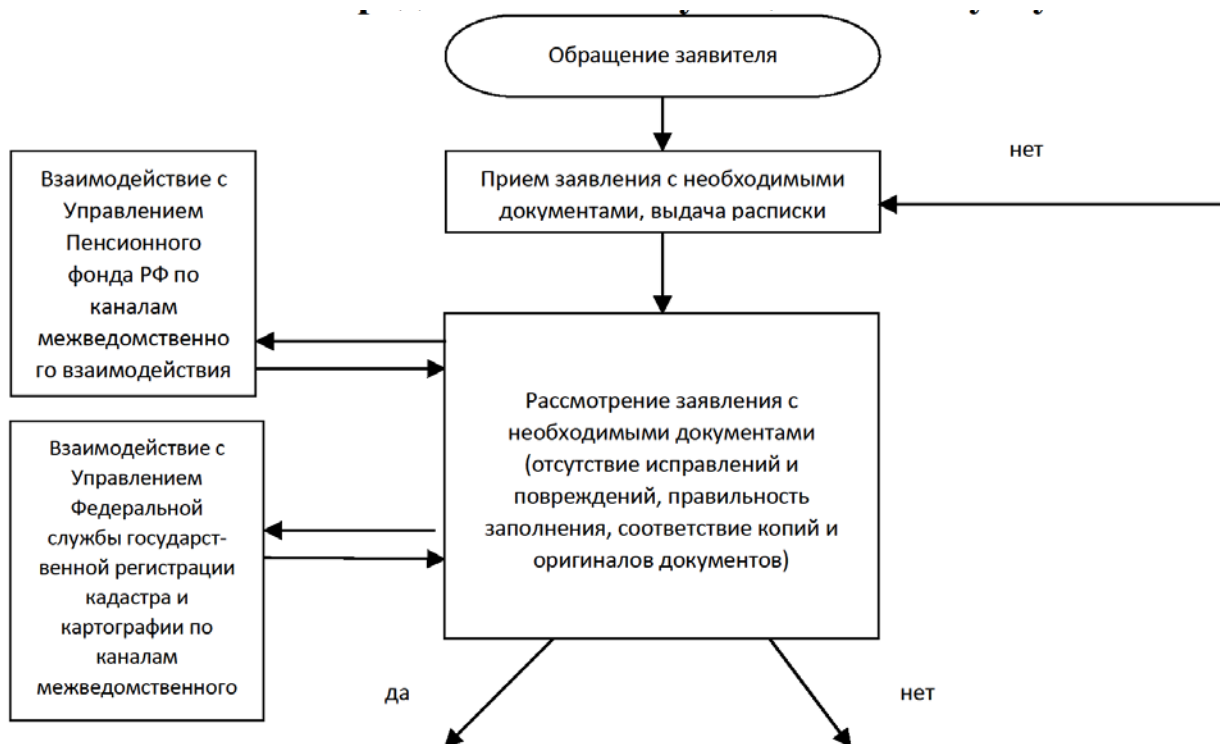 Обращение заявителя
нет
Прием заявления с необходимыми
документами, выдача расписки
Взаимодействие с
Управлением
Пенсионного
фонда РФ по
каналам
межведомственно
го взаимодействия
Рассмотрение заявления с
необходимыми документами
(отсутствие исправлений и
повреждений, правильность
заполнения, соответствие копий и
оригиналов документов)
Взаимодействие с
Управлением
Федеральной
службы государст-
венной регистрации
кадастра и
картографии по
каналам
межведомственного
да
нет